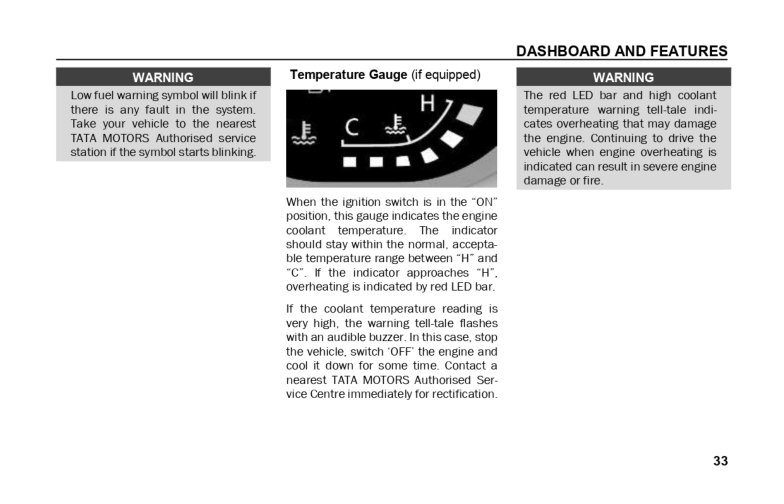 DASHBOARD AND FEATURES
WARNING
Low fuel warning symbol will blink if
there is any fault in the system.
Take your vehicle to the nearest
TATA MOTORS Authorised service
station if the symbol starts blinking.
Temperature Gauge (if equipped)
H
C
When the ignition switch is in the “ON”
position, this gauge indicates the engine
coolant temperature. The indicator
should stay within the normal, accepta-
ble temperature range between “H” and
“C”. If the indicator approaches “H”,
overheating is indicated by red LED bar.
If the coolant temperature reading is
very high, the warning tell-tale flashes
with an audible buzzer. In this case, stop
the vehicle, switch ‘OFF’ the engine and
cool it down for some time. Contact a
nearest TATA MOTORS Authorised Ser-
vice Centre immediately for rectification.
WARNING
The red LED bar and high coolant
temperature warning tell-tale indi-
cates overheating that may damage
the engine. Continuing to drive the
vehicle when engine overheating is
indicated can result in severe engine
damage or fire.
33